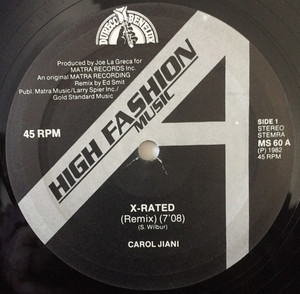 DURECO BENELUX
Produced by Joe La Greca for
MATRA RECORDS Inc.
An original MATRA RECORDING
Remix by Ed Smit
Publ. Matra Music/Larry Spier Inc./
Gold Standard Music
45 RPM
HIGH FASHION
MUSIC
SIDE 1
STEREO
STEMRA
MS 60 A
(P) 1982
45 RPM
X-RATED
(Remix) (7'08)
(S. Wilbur)
CAROL JIANI